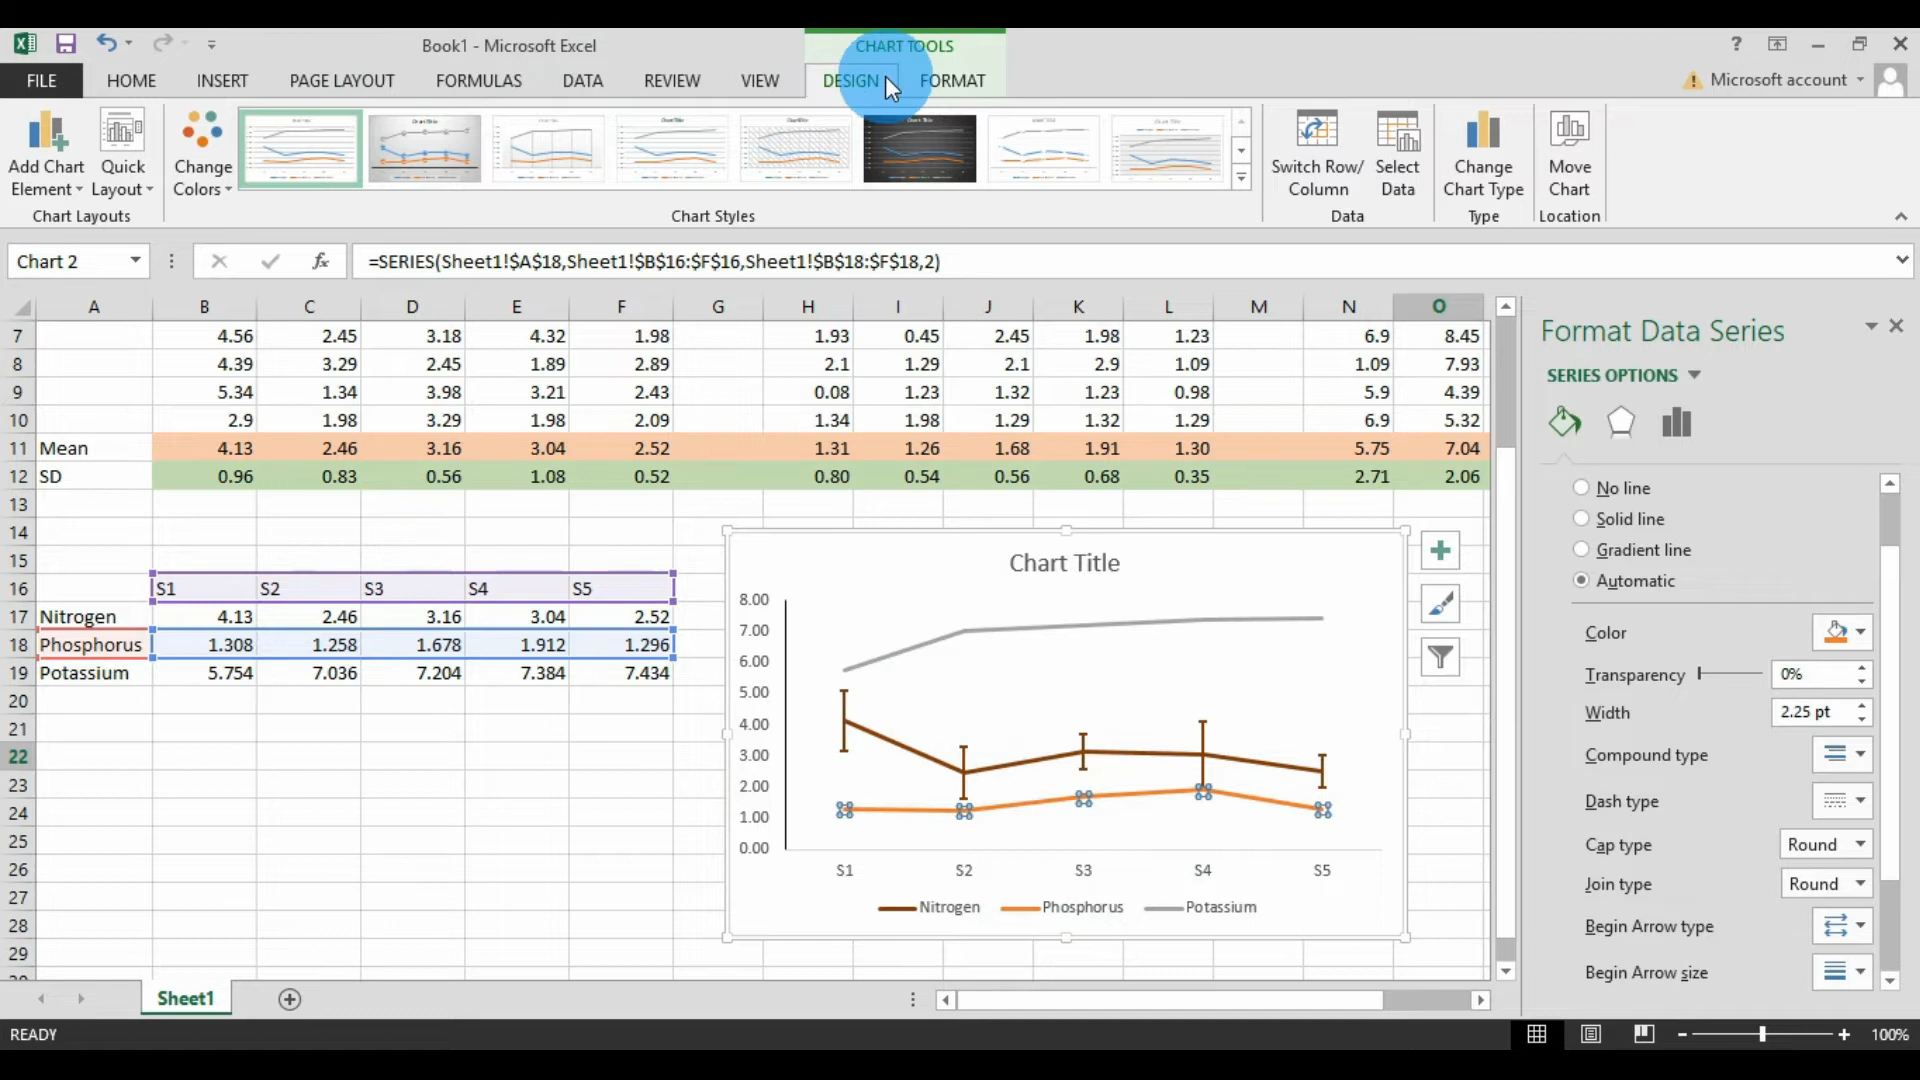 Book1 - Microsoft Excel
CHART TOOLS
?
FILE HOME INSERT PAGE LAYOUT FORMULAS DATA REVIEW VIEW DESIGN FORMAT Microsoft account
Add Chart Element
Quick Layout
Change Colors
Chart Title
Chart Title
Chart Title
Chart Title
Chart Title
Chart Title
Switch Row/ Column
Select Data
Change Chart Type
Move Chart
Chart Layouts Chart Styles Data Type Location
Chart 2 fx =SERIES(Sheet1!$A$18,Sheet1!$B$16:$F$16,Sheet1!$B$18:$F$18,2)
A B C D E F G H I J K L M N O
7 4.56 2.45 3.18 4.32 1.98 1.93 0.45 2.45 1.98 1.23 6.9 8.45
8 4.39 3.29 2.45 1.89 2.89 2.1 1.29 2.1 2.9 1.09 1.09 7.93
9 5.34 1.34 3.98 3.21 2.43 0.08 1.23 1.32 1.23 0.98 5.9 4.39
10 2.9 1.98 3.29 1.98 2.09 1.34 1.98 1.29 1.32 1.29 6.9 5.32
11 Mean 4.13 2.46 3.16 3.04 2.52 1.31 1.26 1.68 1.91 1.30 5.75 7.04
12 SD 0.96 0.83 0.56 1.08 0.52 0.80 0.54 0.56 0.68 0.35 2.71 2.06
13
14
15
16 S1 S2 S3 S4 S5
17 Nitrogen 4.13 2.46 3.16 3.04 2.52
18 Phosphorus 1.308 1.258 1.678 1.912 1.296
19 Potassium 5.754 7.036 7.204 7.384 7.434
20
21
22
23
24
25
26
27
28
29
Chart Title
8.00
7.00
6.00
5.00
4.00
3.00
2.00
1.00
0.00
S1 S2 S3 S4 S5
Nitrogen Phosphorus Potassium
Format Data Series
SERIES OPTIONS
No line
Solid line
Gradient line
Automatic
Color
Transparency 0%
Width 2.25 pt
Compound type
Dash type
Cap type Round
Join type Round
Begin Arrow type
Begin Arrow size
Sheet1
READY 100%